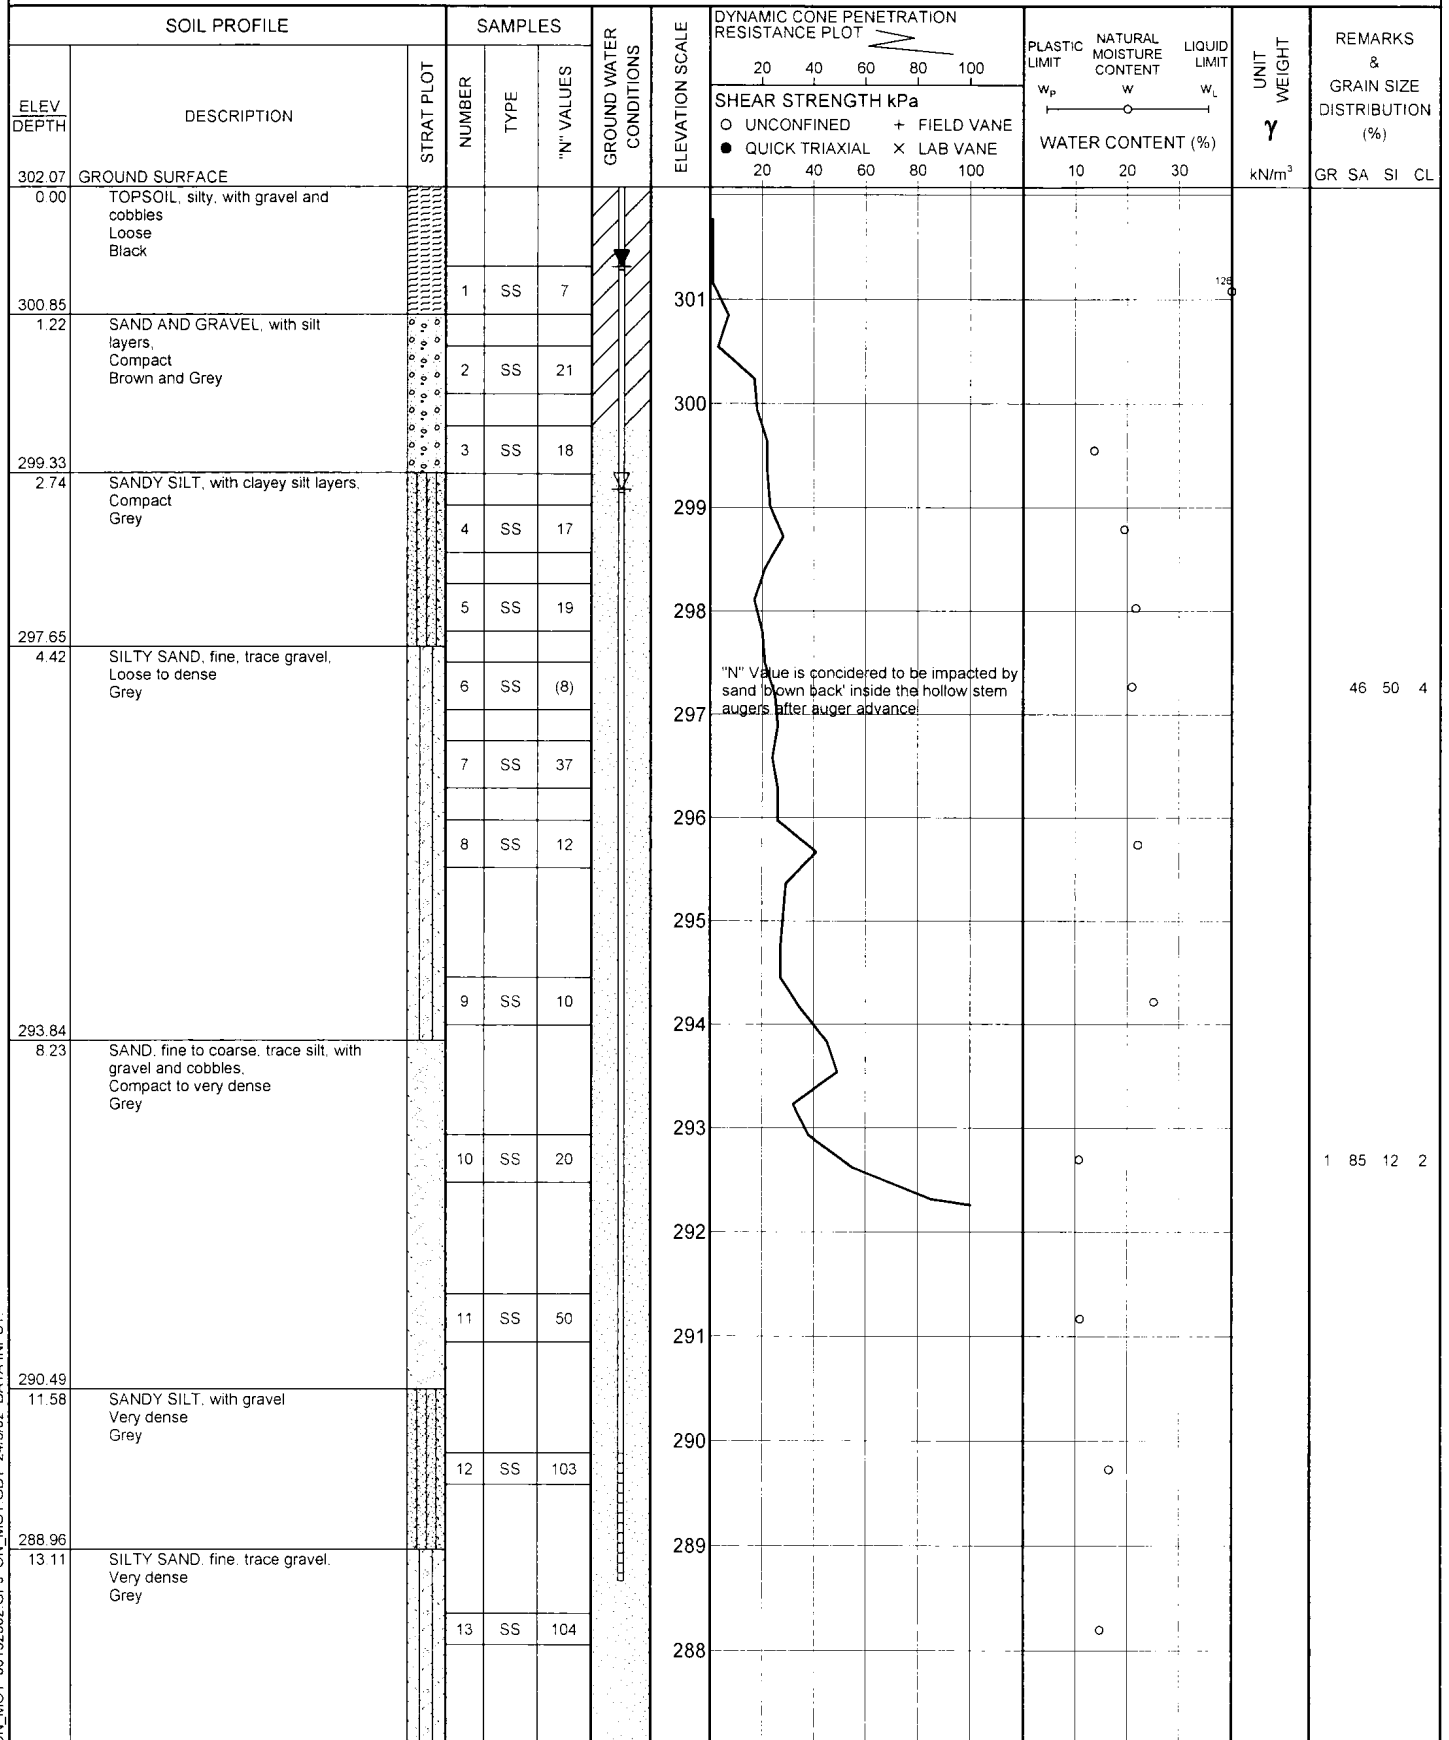 SOIL PROFILE
SAMPLES
GROUND WATER
CONDITIONS
ELEVATION SCALE
DYNAMIC CONE PENETRATION
RESISTANCE PLOT
20 40 60 80 100
PLASTIC
LIMIT
NATURAL
MOISTURE
CONTENT
LIQUID
LIMIT
UNIT
WEIGHT
REMARKS
&
GRAIN SIZE
DISTRIBUTION
(%)
ELEV
DEPTH
DESCRIPTION
STRAT PLOT
NUMBER
TYPE
"N" VALUES
SHEAR STRENGTH kPa
O UNCONFINED + FIELD VANE
● QUICK TRIAXIAL × LAB VANE
20 40 60 80 100
WP W WL
WATER CONTENT (%)
10 20 30
γ
kN/m³
GR SA SI CL
302.07 GROUND SURFACE
0.00 TOPSOIL, silty, with gravel and
cobbles
Loose
Black
1 SS 7
301
126
300.85
1.22 SAND AND GRAVEL, with silt
layers,
Compact
Brown and Grey
2 SS 21
300
3 SS 18
299.33
2.74 SANDY SILT, with clayey silt layers,
Compact
Grey
299
4 SS 17
5 SS 19
298
297.65
4.42 SILTY SAND, fine, trace gravel,
Loose to dense
Grey
6 SS (8)
"N" Value is concidered to be impacted by
sand 'blown back' inside the hollow stem
augers after auger advance
46 50 4
297
7 SS 37
296
8 SS 12
295
9 SS 10
294
293.84
8.23 SAND, fine to coarse, trace silt, with
gravel and cobbles,
Compact to very dense
Grey
293
10 SS 20
1 85 12 2
292
11 SS 50
291
290.49
11.58 SANDY SILT, with gravel
Very dense
Grey
290
12 SS 103
289
288.96
13.11 SILTY SAND, fine, trace gravel.
Very dense
Grey
13 SS 104
288